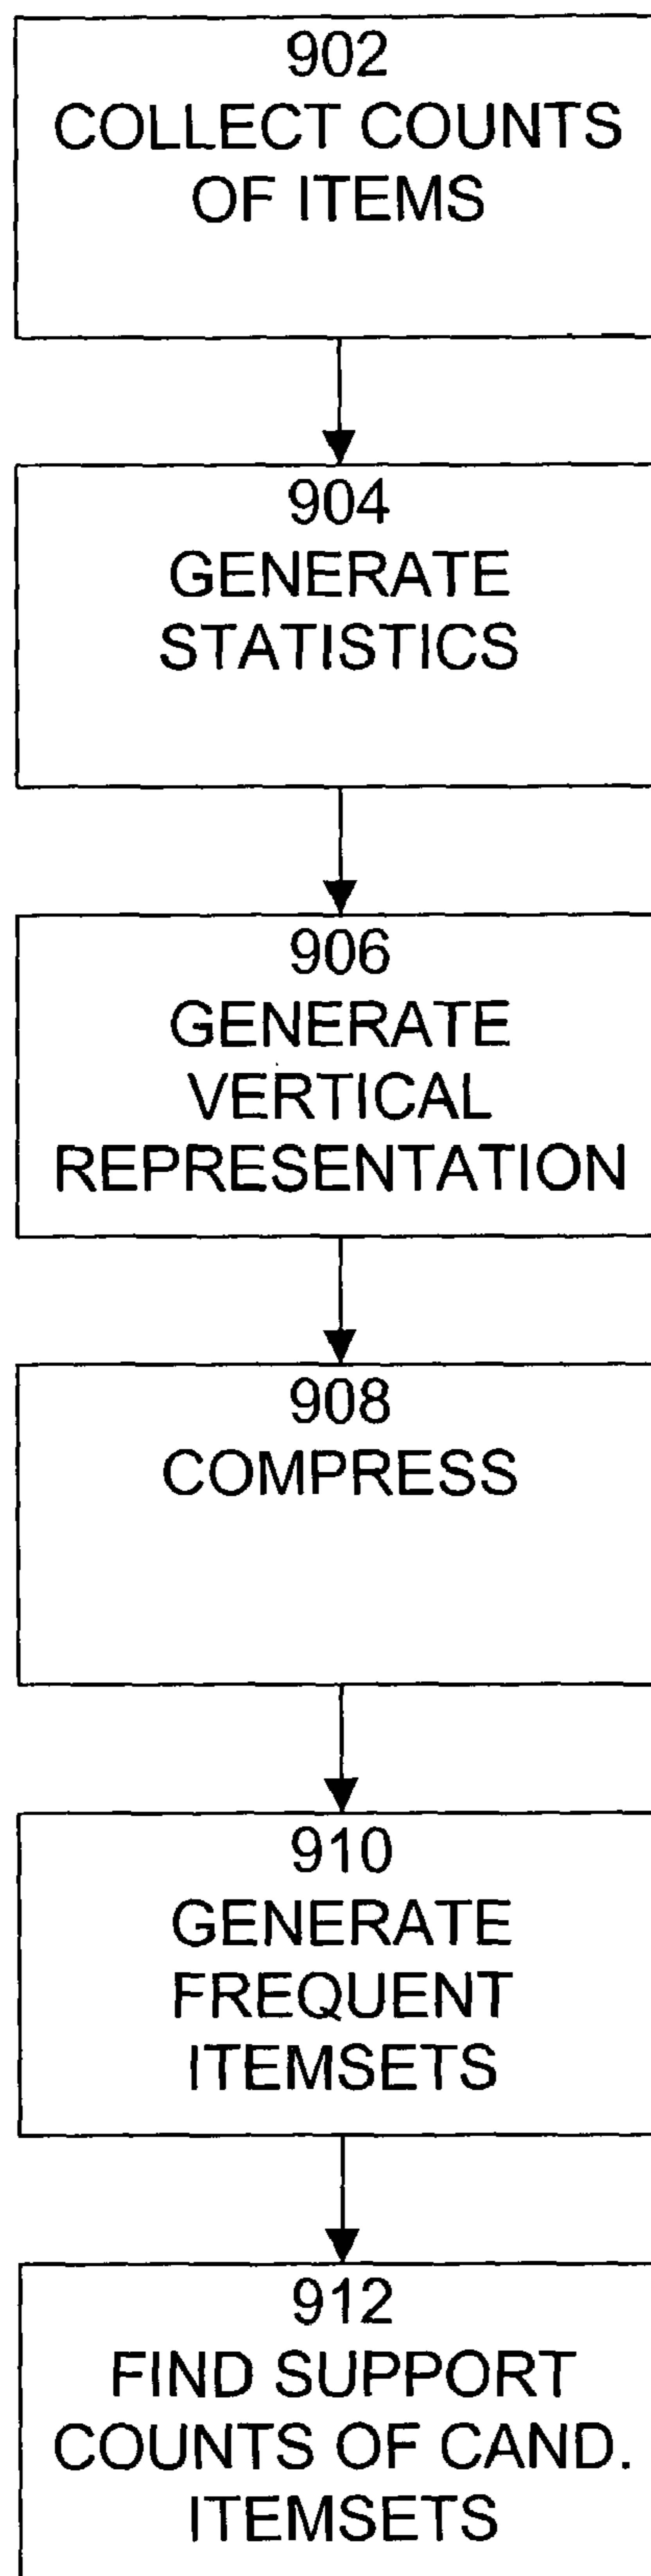 902
COLLECT COUNTS
OF ITEMS
904
GENERATE
STATISTICS
906
GENERATE
VERTICAL
REPRESENTATION
908
COMPRESS
910
GENERATE
FREQUENT
ITEMSETS
912
FIND SUPPORT
COUNTS OF CAND.
ITEMSETS